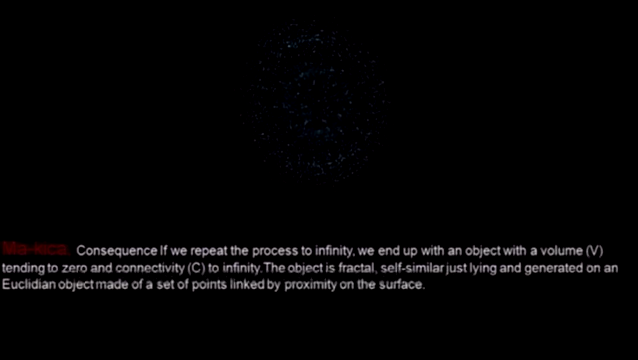 Consequence If we repeat the process to infinity, we end up with an object with a volume (V)
tending to zero and connectivity (C) to infinity.The object is fractal, self-similar just lying and generated on an
Euclidian object made of a set of points linked by proximity on the surface.